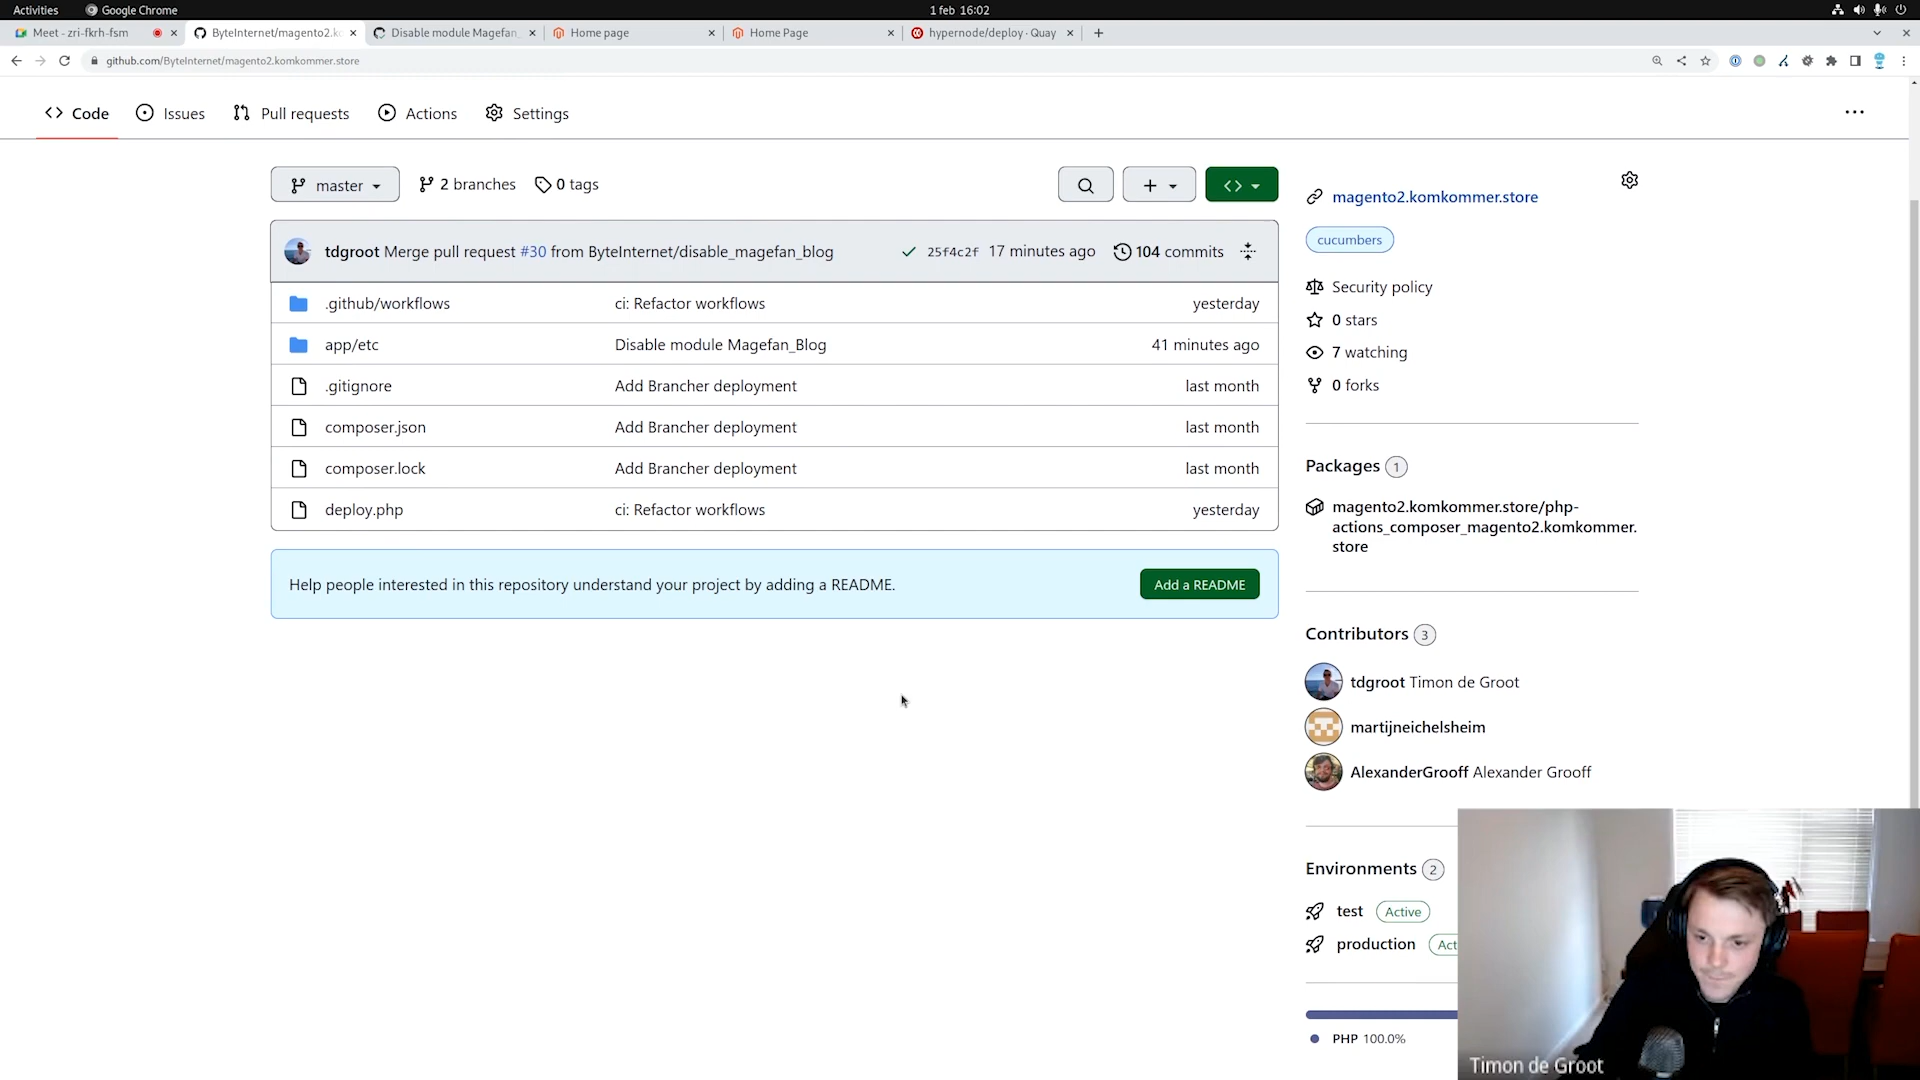 Activities
Google Chrome
1 feb 16:02
Meet - zri-fkrh-fsm
ByteInternet/magento2.ko
Disable module Magefan_
Home page
Home Page
hypernode/deploy · Quay
github.com/ByteInternet/magento2.komkommer.store
Code
Issues
Pull requests
Actions
Settings
master
2 branches
0 tags
tdgroot Merge pull request #30 from ByteInternet/disable_magefan_blog
25f4c2f 17 minutes ago
104 commits
.github/workflows
ci: Refactor workflows
yesterday
app/etc
Disable module Magefan_Blog
41 minutes ago
.gitignore
Add Brancher deployment
last month
composer.json
Add Brancher deployment
last month
composer.lock
Add Brancher deployment
last month
deploy.php
ci: Refactor workflows
yesterday
Help people interested in this repository understand your project by adding a README.
Add a README
magento2.komkommer.store
cucumbers
Security policy
0 stars
7 watching
0 forks
Packages 1
magento2.komkommer.store/php-
actions_composer_magento2.komkommer.
store
Contributors 3
tdgroot Timon de Groot
martijneichelsheim
AlexanderGrooff Alexander Grooff
Environments 2
test Active
production Act
PHP 100.0%
Timon de Groot